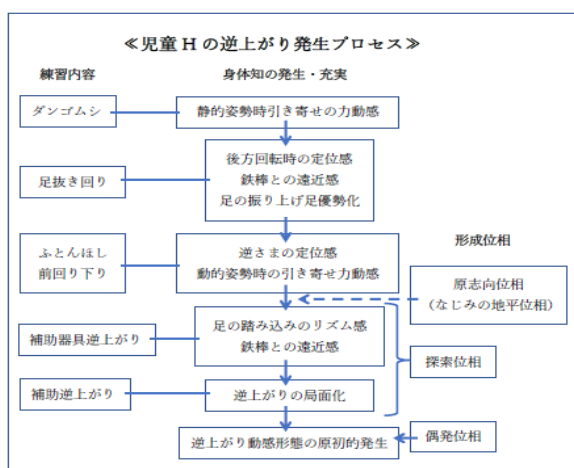 ≪児童 H の逆上がり発生プロセス≫
練習内容
身体知の発生・充実
ダンゴムシ
静的姿勢時引き寄せの力動感
足抜き回り
後方回転時の定位感
鉄棒との遠近感
足の振り上げ足優勢化
ふとんほし
前回り下り
逆さまの定位感
動的姿勢時の引き寄せ力動感
形成位相
原志向位相
（なじみの地平位相）
補助器具逆上がり
足の踏み込みのリズム感
鉄棒との遠近感
探索位相
補助逆上がり
逆上がりの局面化
逆上がり動感形態の原初的発生
偶発位相